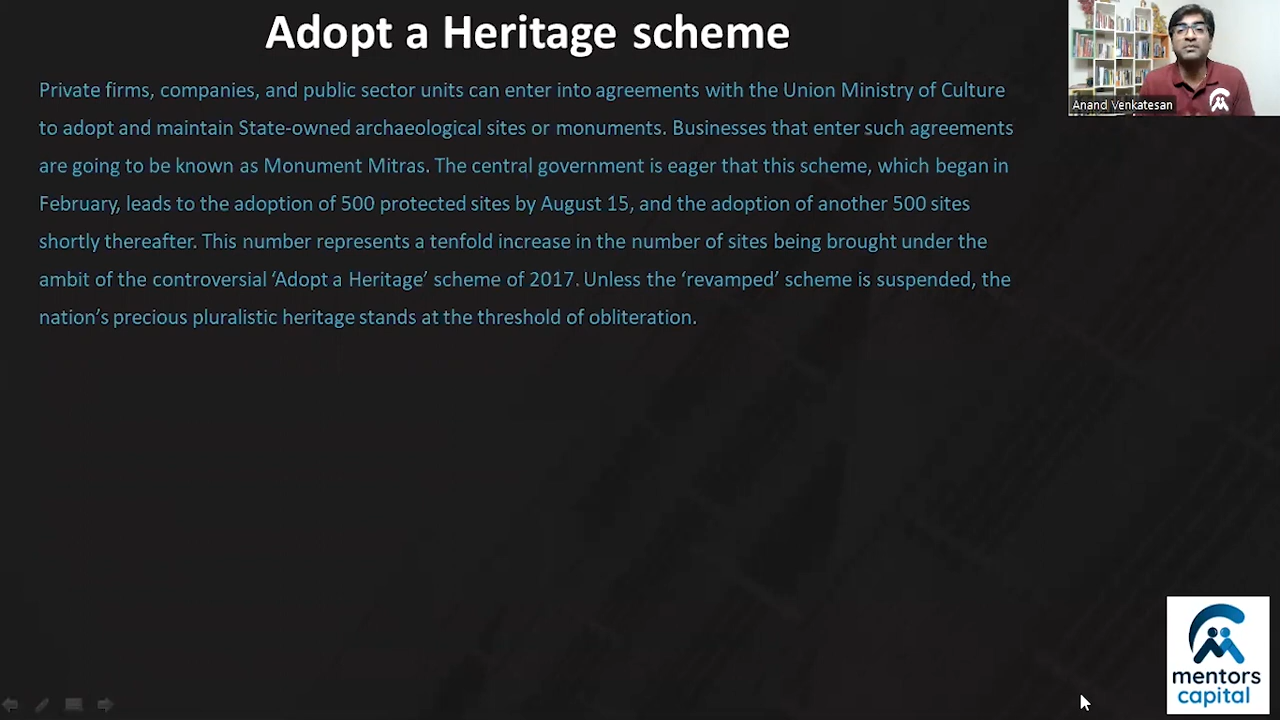 Adopt a Heritage scheme
Private firms, companies, and public sector units can enter into agreements with the Union Ministry of Culture
to adopt and maintain State-owned archaeological sites or monuments. Businesses that enter such agreements
are going to be known as Monument Mitras. The central government is eager that this scheme, which began in
February, leads to the adoption of 500 protected sites by August 15, and the adoption of another 500 sites
shortly thereafter. This number represents a tenfold increase in the number of sites being brought under the
ambit of the controversial ‘Adopt a Heritage’ scheme of 2017. Unless the ‘revamped’ scheme is suspended, the
nation’s precious pluralistic heritage stands at the threshold of obliteration.
Anand Venkatesan
mentors
capital